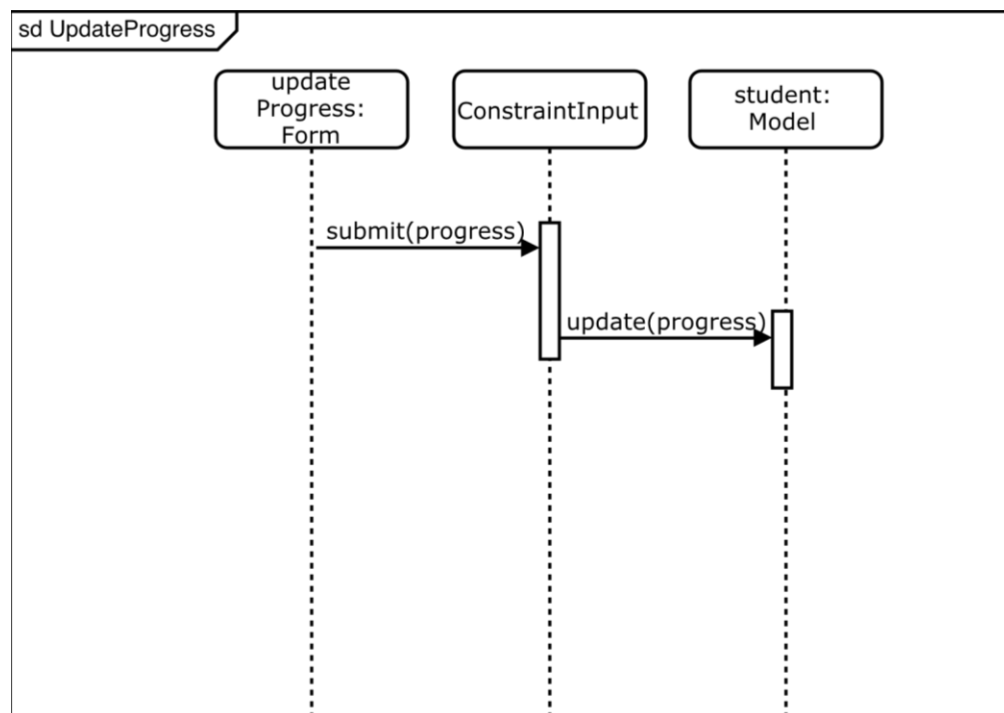 sd UpdateProgress
update
Progress:
Form
ConstraintInput
student:
Model
submit(progress)
update(progress)